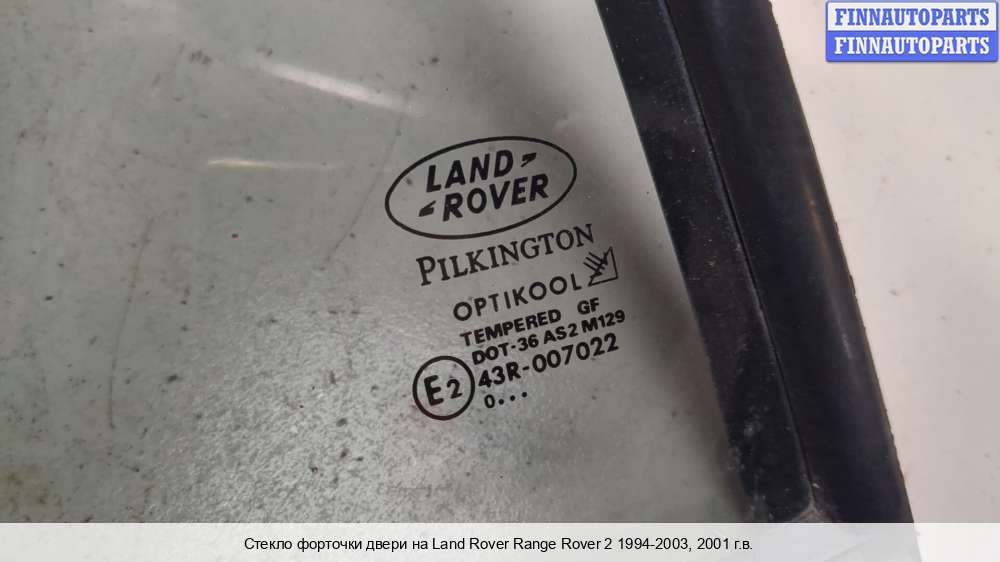 FINNAUTOPARTS
FINNAUTOPARTS
LAND
ROVER
PILKINGTON
OPTIKOOL
TEMPERED GF
DOT-36 AS2 M129
E2 43R-007022
0...
Стекло форточки двери на Land Rover Range Rover 2 1994-2003, 2001 г.в.